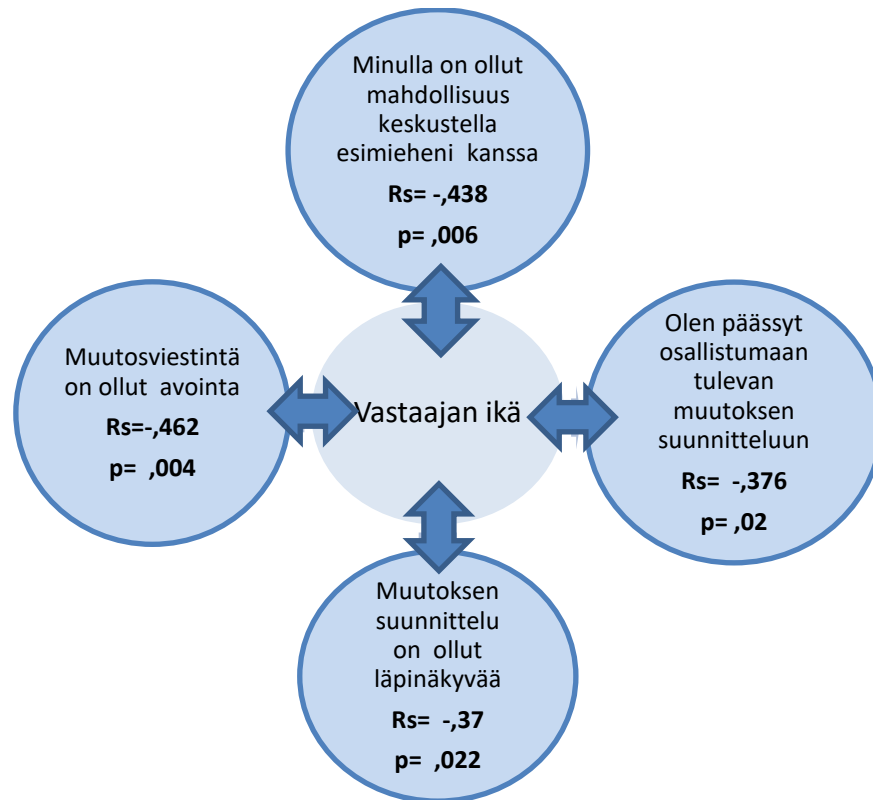 Minulla on ollut
mahdollisuus
keskustella
esimieheni kanssa
Rs= -,438
p= ,006
Muutosviestintä
on ollut avointa
Rs=-,462
p= ,004
Vastaajan ikä
Olen päässyt
osallistumaan
tulevan
muutoksen
suunnitteluun
Rs= -,376
p= ,02
Muutoksen
suunnittelu
on ollut
läpinäkyvää
Rs= -,37
p= ,022